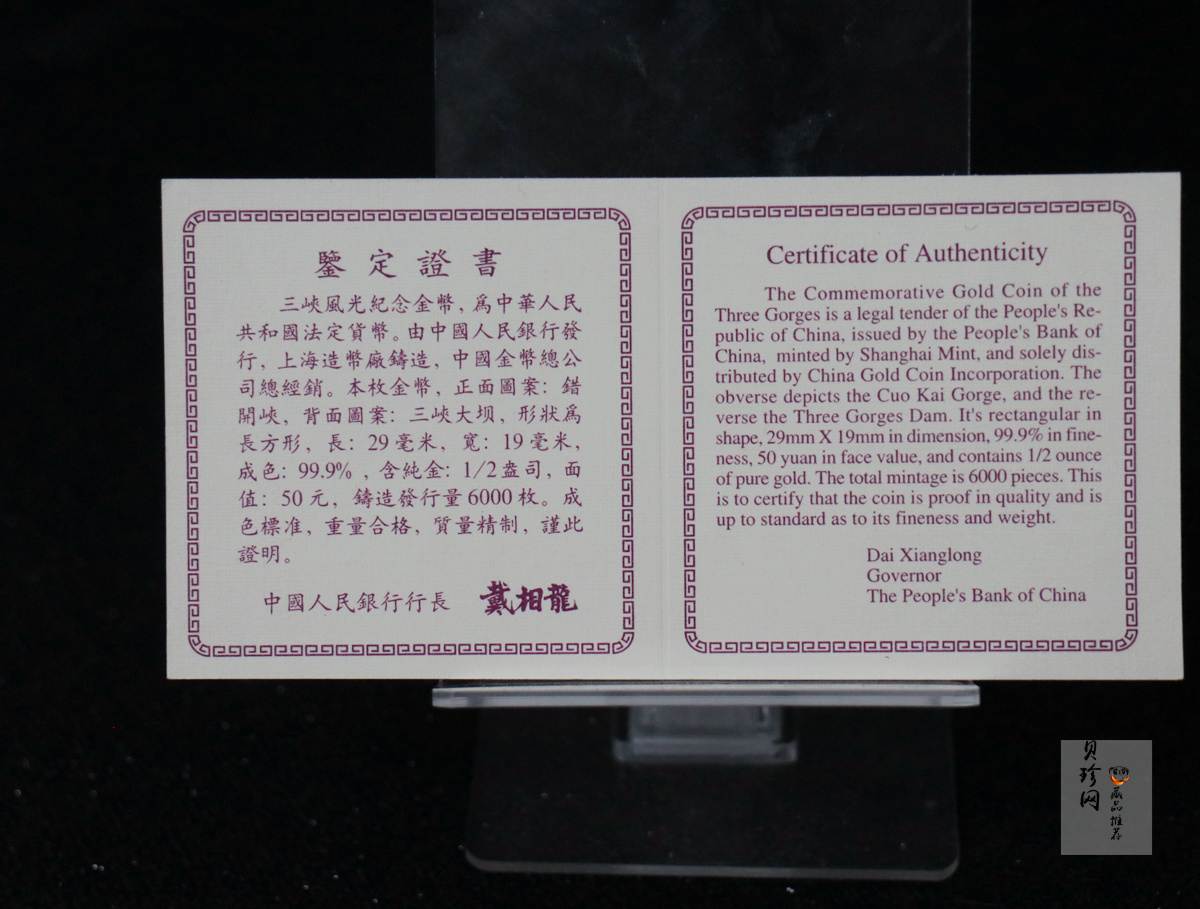 鑒定證書
三峽風光紀念金幣，爲中華人民
共和國法定貨幣。由中國人民銀行發
行，上海造幣廠鑄造，中國金幣總公
司總經銷。本枚金幣，正面圖案：錯
開峽，背面圖案：三峽大坝，形狀爲
長方形，長：29毫米，寬：19毫米，
成色：99.9%，含純金：1/2盎司，面
值：50元，鑄造發行量6000枚。成
色標准，重量合格，質量精制，謹此
證明。
中國人民銀行行長 戴相龍
Certificate of Authenticity
The Commemorative Gold Coin of the
Three Gorges is a legal tender of the People's Re-
public of China, issued by the People's Bank of
China, minted by Shanghai Mint, and solely dis-
tributed by China Gold Coin Incorporation. The
obverse depicts the Cuo Kai Gorge, and the re-
verse the Three Gorges Dam. It's rectangular in
shape, 29mm X 19mm in dimension, 99.9% in fine-
ness, 50 yuan in face value, and contains 1/2 ounce
of pure gold. The total mintage is 6000 pieces. This
is to certify that the coin is proof in quality and is
up to standard as to its fineness and weight.
Dai Xianglong
Governor
The People's Bank of China
贝珍网
藏品推荐